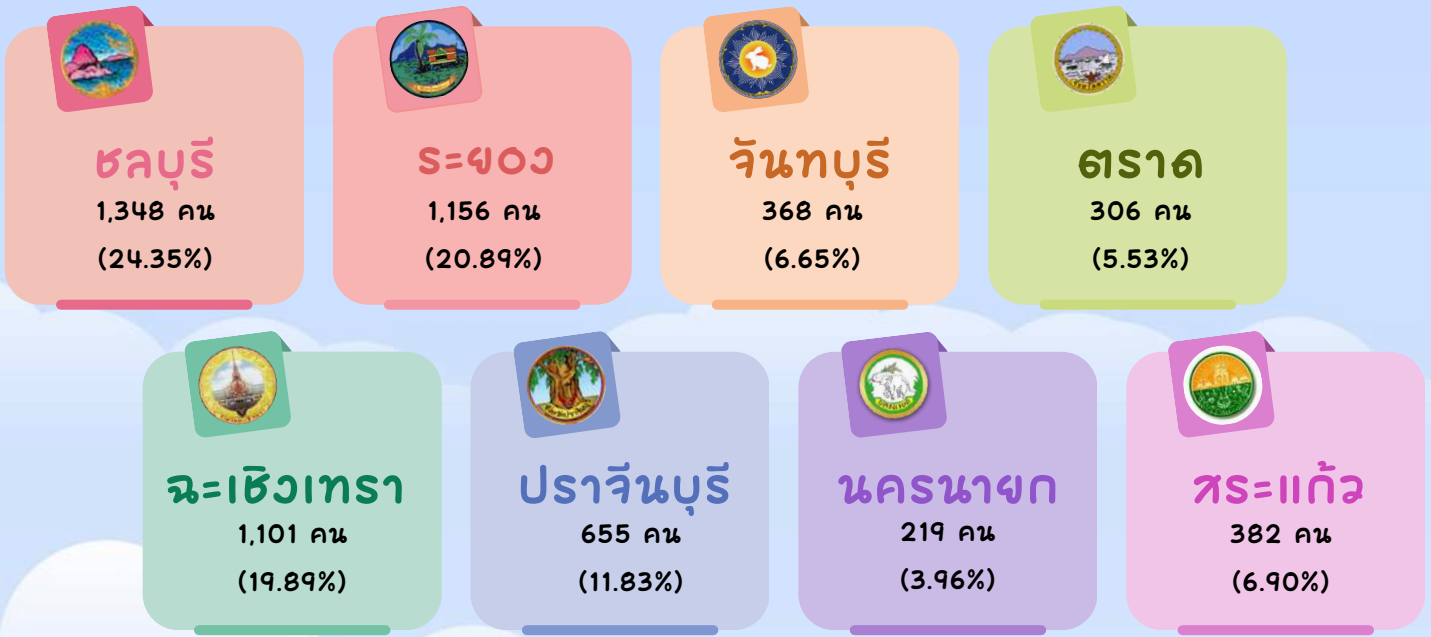 ชลบุรี
1,348 คน
(24.35%)
ระยอง
1,156 คน
(20.89%)
จันทบุรี
368 คน
(6.65%)
ตราด
306 คน
(5.53%)
ฉะเชิงเทรา
1,101 คน
(19.89%)
ปราจีนบุรี
655 คน
(11.83%)
นครนายก
219 คน
(3.96%)
สระแก้ว
382 คน
(6.90%)